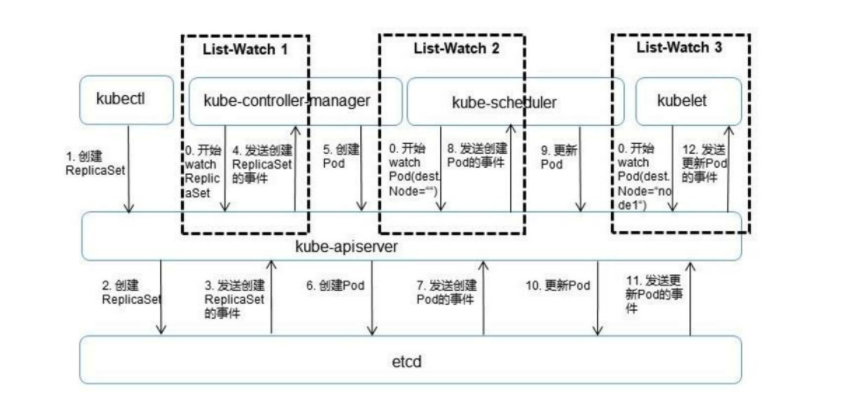 List-Watch 1
List-Watch 2
List-Watch 3
kubectl
kube-controller-manager
kube-scheduler
kubelet
1. 创建
ReplicaSet
0. 开始
watch
Replic
aSet
4. 发送创建
ReplicaSet
的事件
5. 创建
Pod
0. 开始
watch
Pod(dest.
Node="")
8. 发送创建
Pod的事件
9. 更新
Pod
0. 开始
watch
Pod(dest.
Node="no
de1")
12. 发送
更新Pod
的事件
kube-apiserver
2. 创建
ReplicaSet
3. 发送创建
ReplicaSet
的事件
6. 创建Pod
7. 发送创建
Pod的事件
10. 更新Pod
11. 发送更
新Pod的事
件
etcd